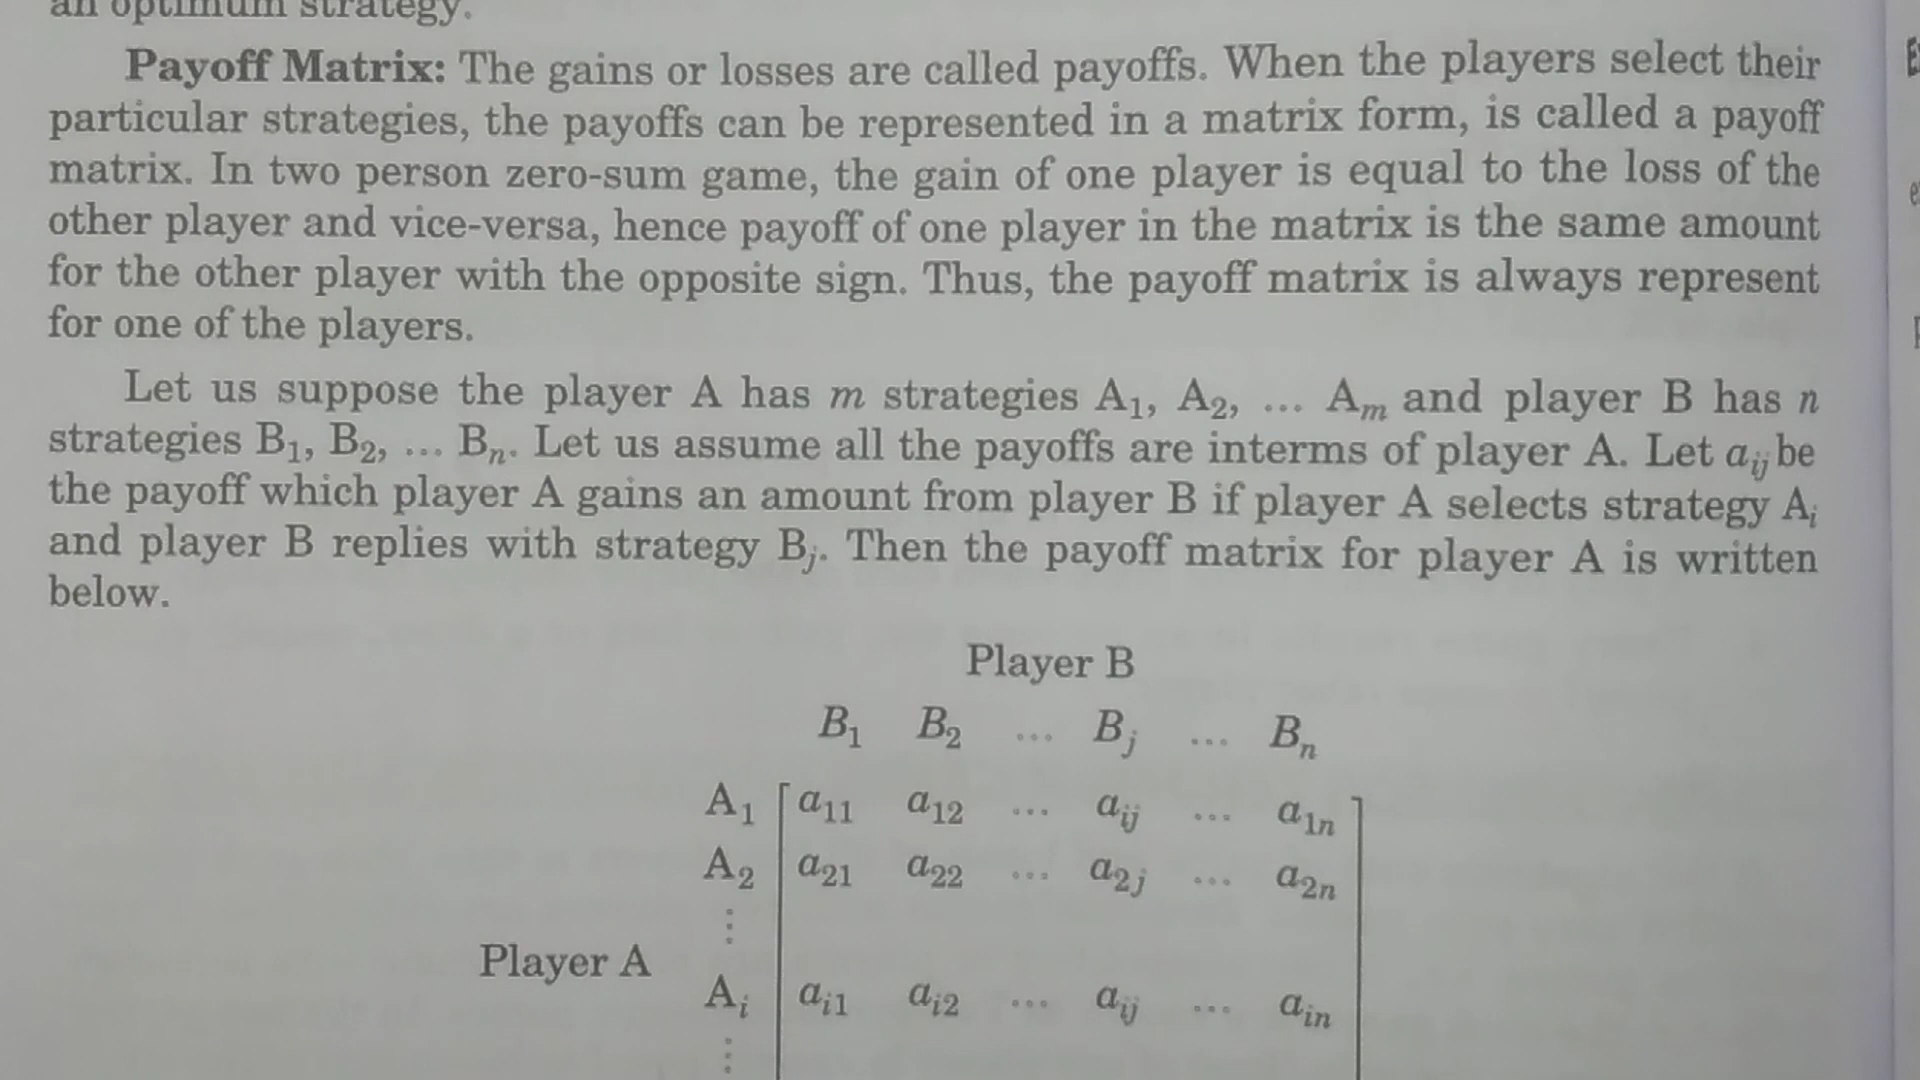 an optimum strategy.
Payoff Matrix: The gains or losses are called payoffs. When the players select their
particular strategies, the payoffs can be represented in a matrix form, is called a payoff
matrix. In two person zero-sum game, the gain of one player is equal to the loss of the
other player and vice-versa, hence payoff of one player in the matrix is the same amount
for the other player with the opposite sign. Thus, the payoff matrix is always represent
for one of the players.
Let us suppose the player A has m strategies A₁, A₂, ... Aₘ and player B has n
strategies B₁, B₂, ... Bₙ. Let us assume all the payoffs are interms of player A. Let aᵢⱼ be
the payoff which player A gains an amount from player B if player A selects strategy Aᵢ
and player B replies with strategy Bⱼ. Then the payoff matrix for player A is written
below.
Player B
B₁ B₂ ... Bⱼ ... Bₙ
A₁ a₁₁ a₁₂ ... aᵢⱼ ... a₁ₙ
A₂ a₂₁ a₂₂ ... a₂ⱼ ... a₂ₙ
⋮
Player A
Aᵢ aᵢ₁ aᵢ₂ ... aᵢⱼ ... aᵢₙ
⋮